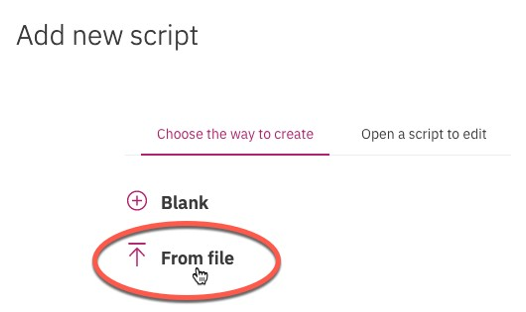 Add new script
Choose the way to create Open a script to edit
Blank
From file